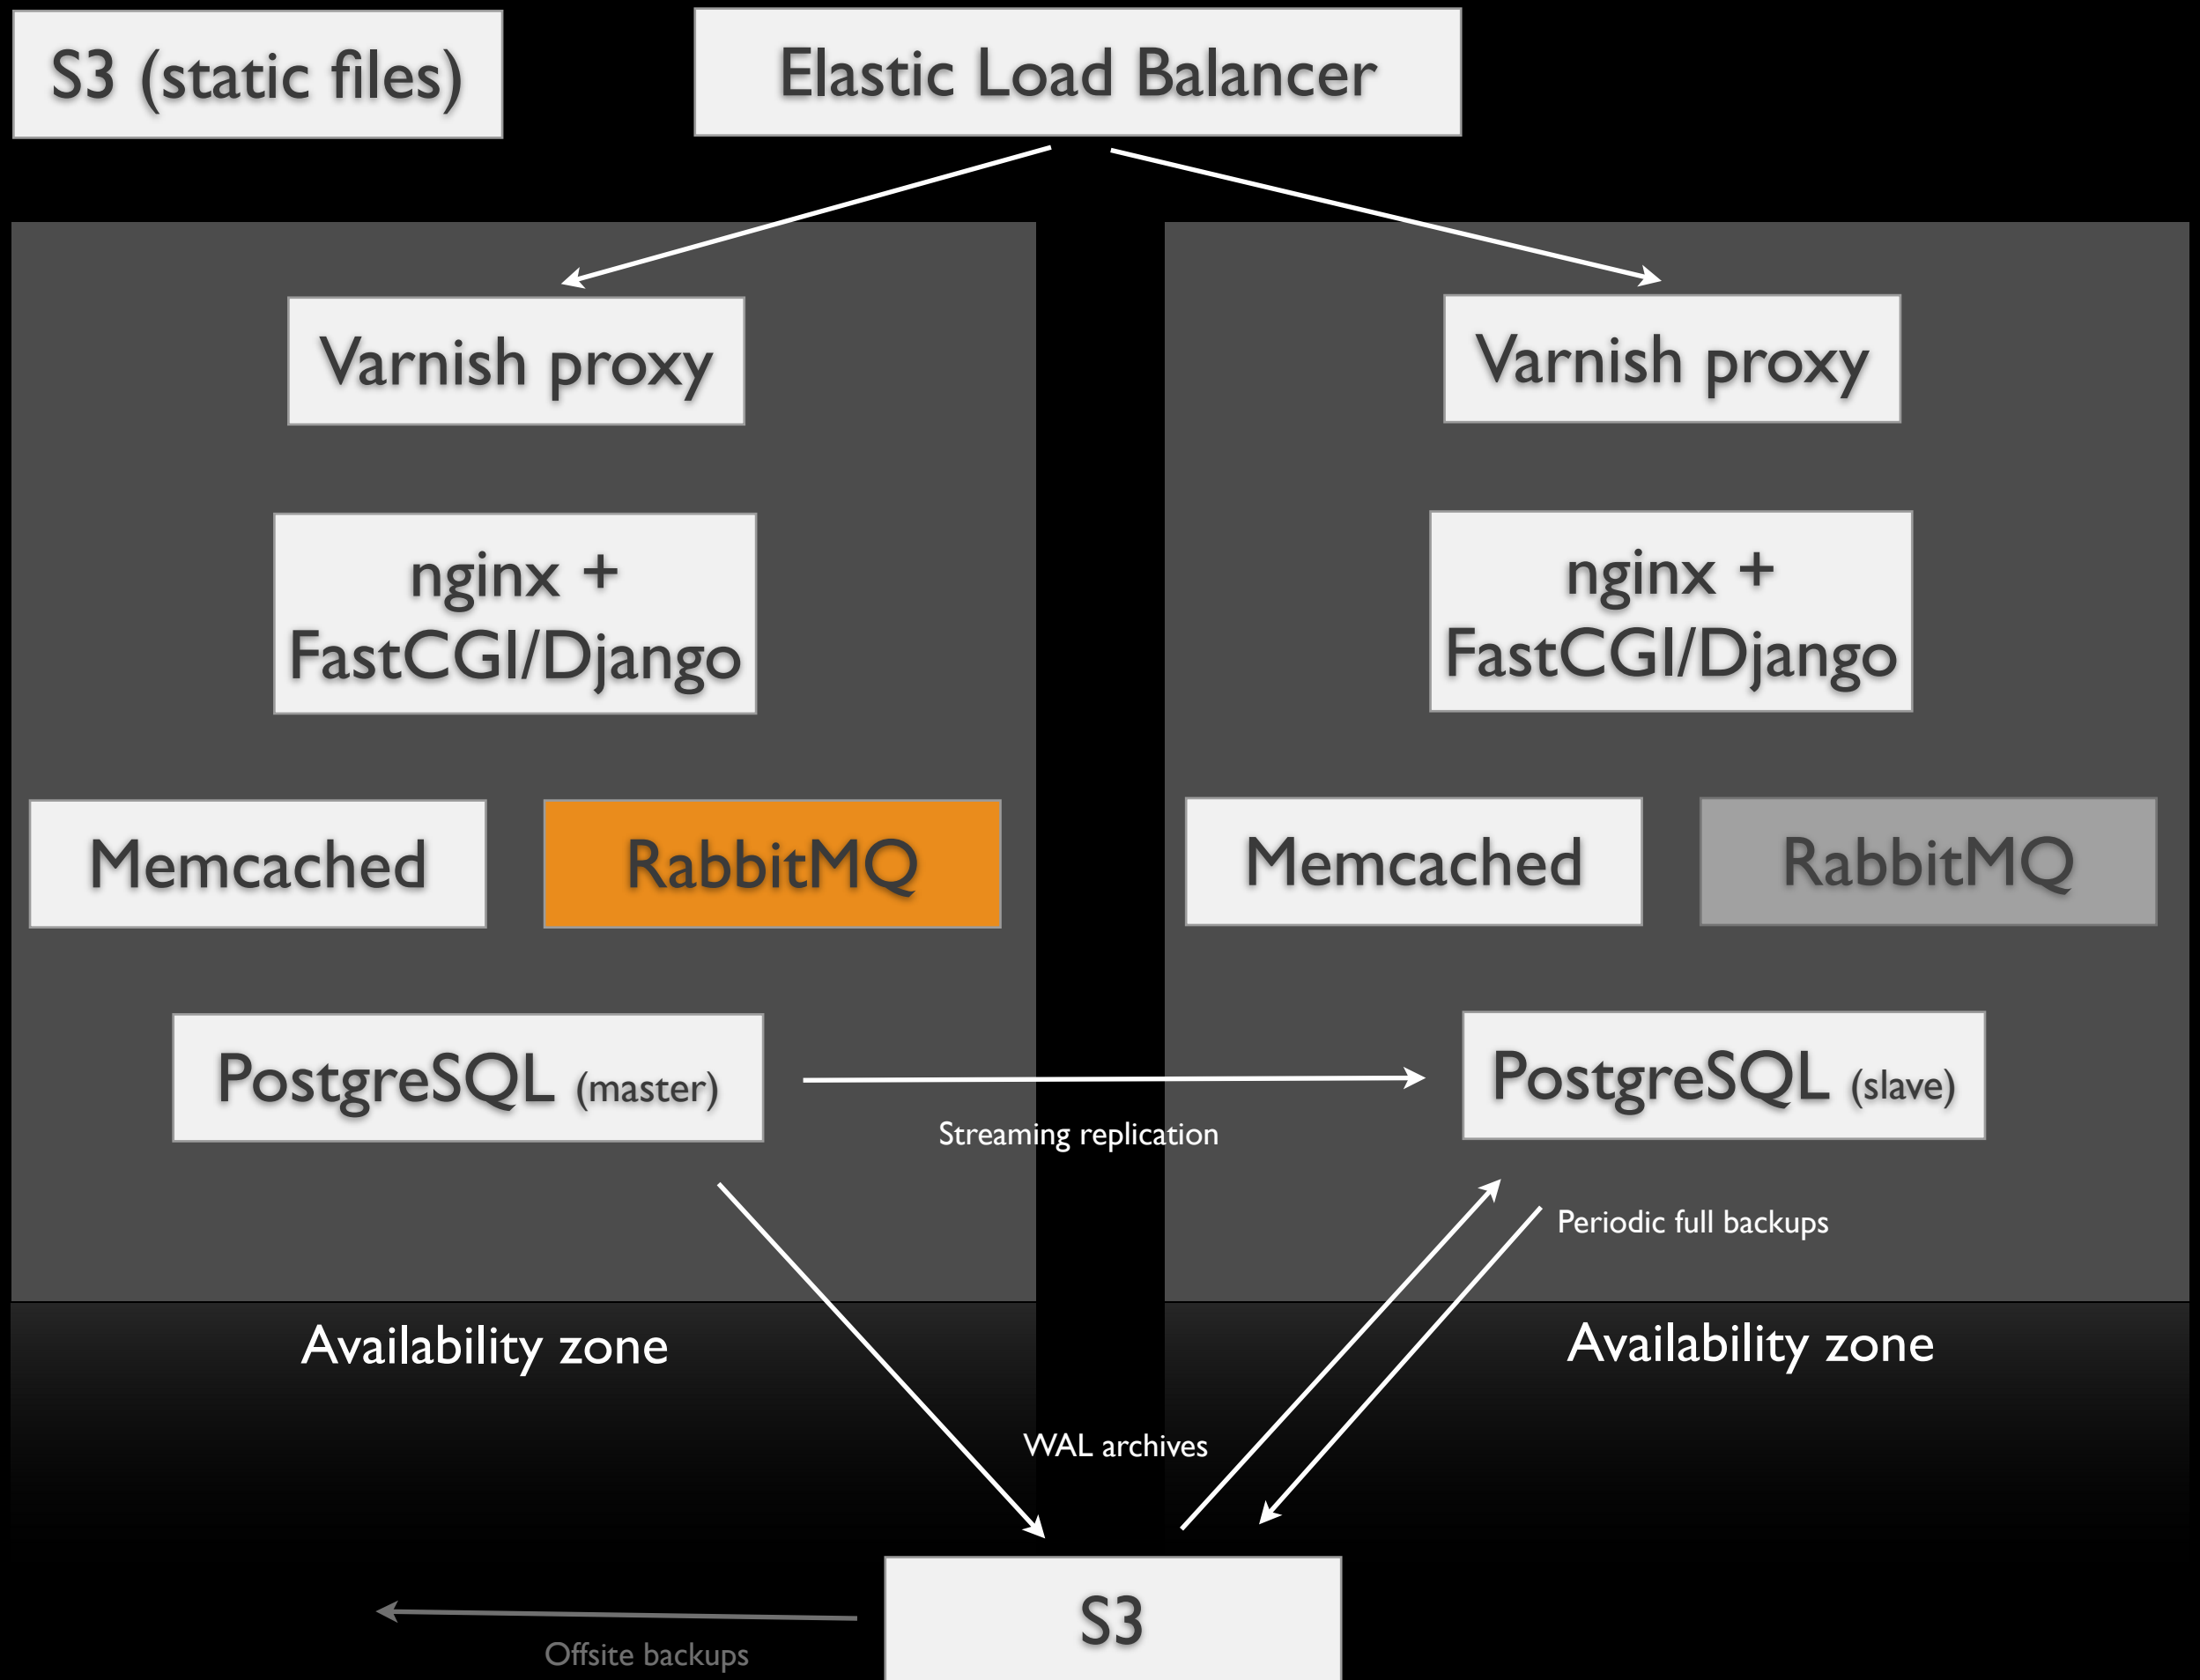 S3 (static files)
Elastic Load Balancer
Varnish proxy
Varnish proxy
nginx +
FastCGI/Django
nginx +
FastCGI/Django
Memcached
RabbitMQ
Memcached
RabbitMQ
PostgreSQL (master)
PostgreSQL (slave)
Streaming replication
Periodic full backups
Availability zone
Availability zone
WAL archives
S3
Offsite backups